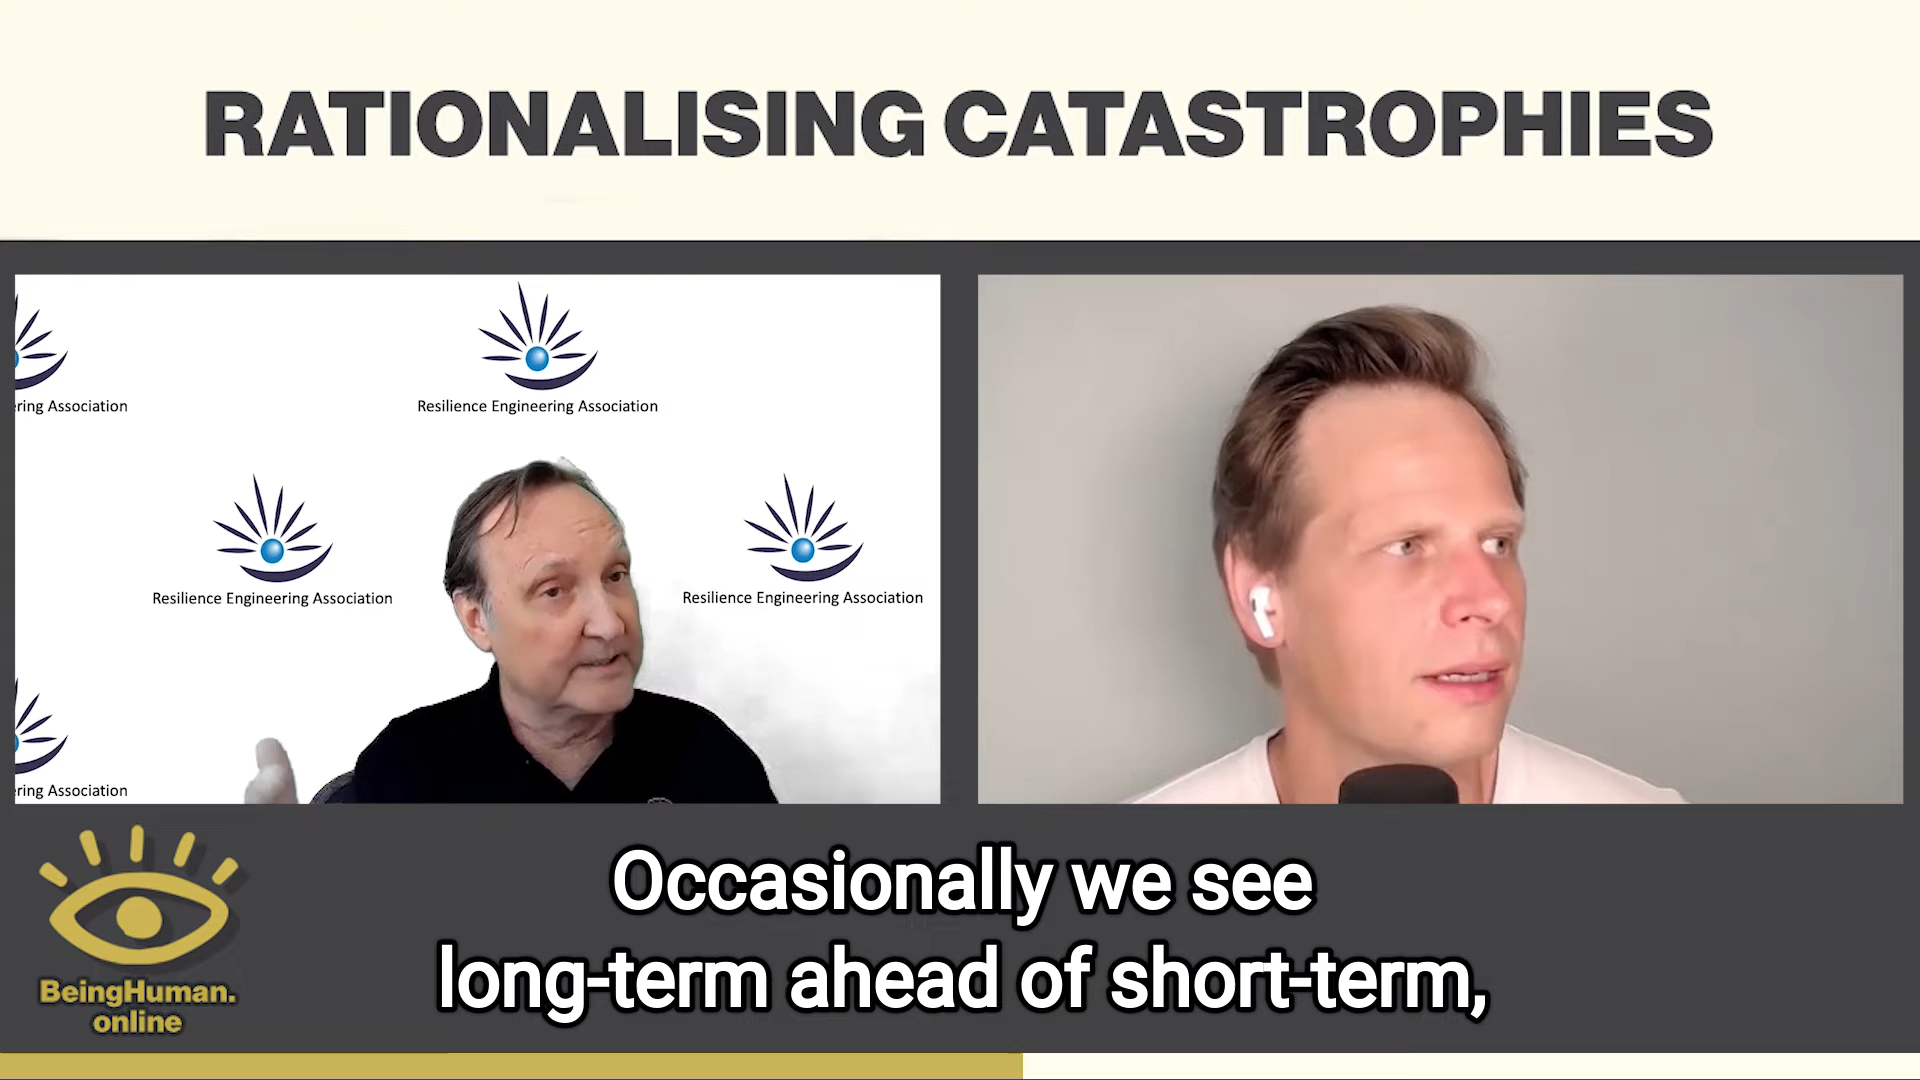 RATIONALISING CATASTROPHIES
ring Association
Resilience Engineering Association
Resilience Engineering Association
Resilience Engineering Association
ring Association
Occasionally we see
long-term ahead of short-term,
BeingHuman.
online